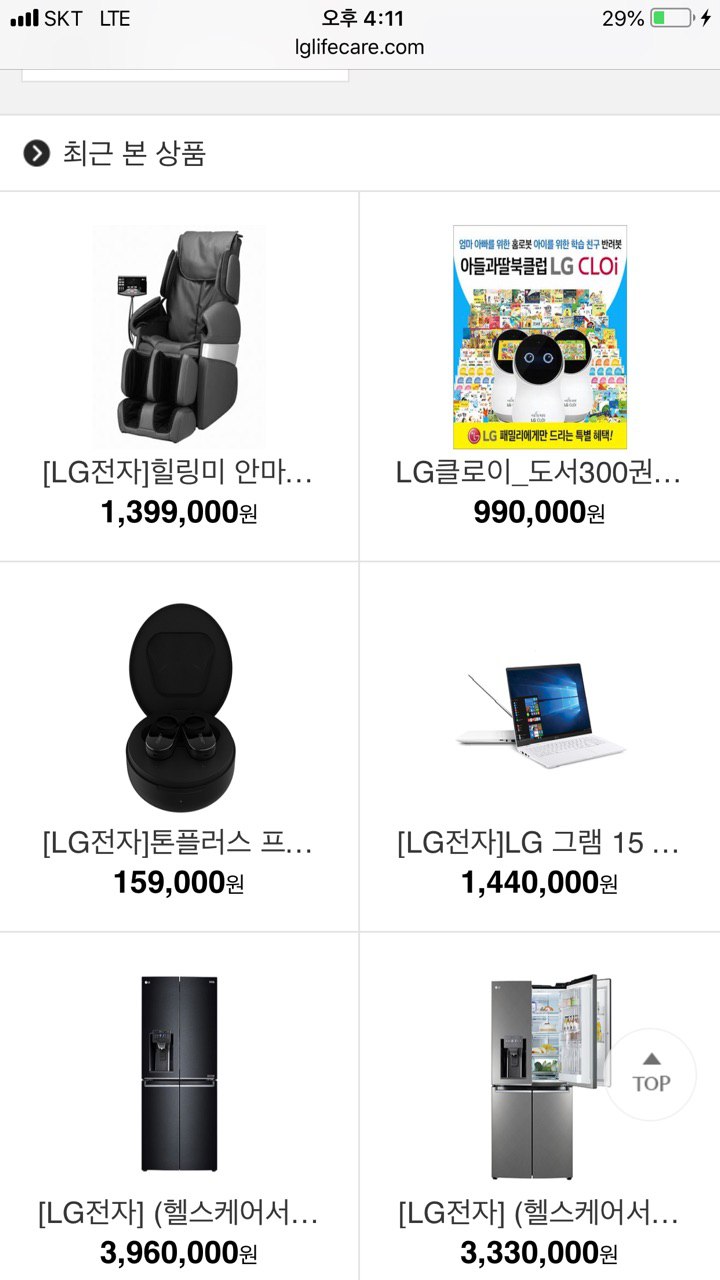 SKT LTE 오후 4:11 29%
lglifecare.com
최근 본 상품
엄마 아빠를 위한 홈로봇 아이를 위한 학습 친구 반려봇
아들과딸북클럽 LG CLOi
LG 패밀리에게만 드리는 특별 혜택!
[LG전자]힐링미 안마...
1,399,000원
LG클로이_도서300권...
990,000원
[LG전자]톤플러스 프...
159,000원
[LG전자]LG 그램 15 ...
1,440,000원
TOP
[LG전자] (헬스케어서...
3,960,000원
[LG전자] (헬스케어서...
3,330,000원